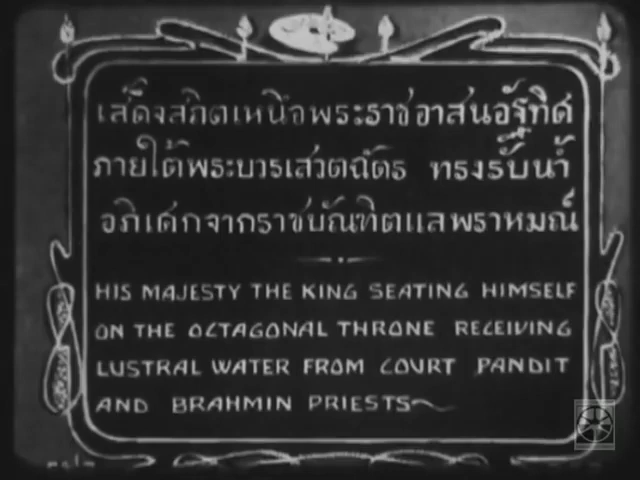 เสด็จสถิตเหนือพระราชอาสนอัฐทิศ
ภายใต้พระบวรเสวตฉัตร ทรงรับน้ำ
อภิเศกจากราชบัณฑิตแลพราหมณ์
HIS MAJESTY THE KING SEATING HIMSELF
ON THE OCTAGONAL THRONE RECEIVING
LUSTRAL WATER FROM COURT PANDIT
AND BRAHMIN PRIESTS